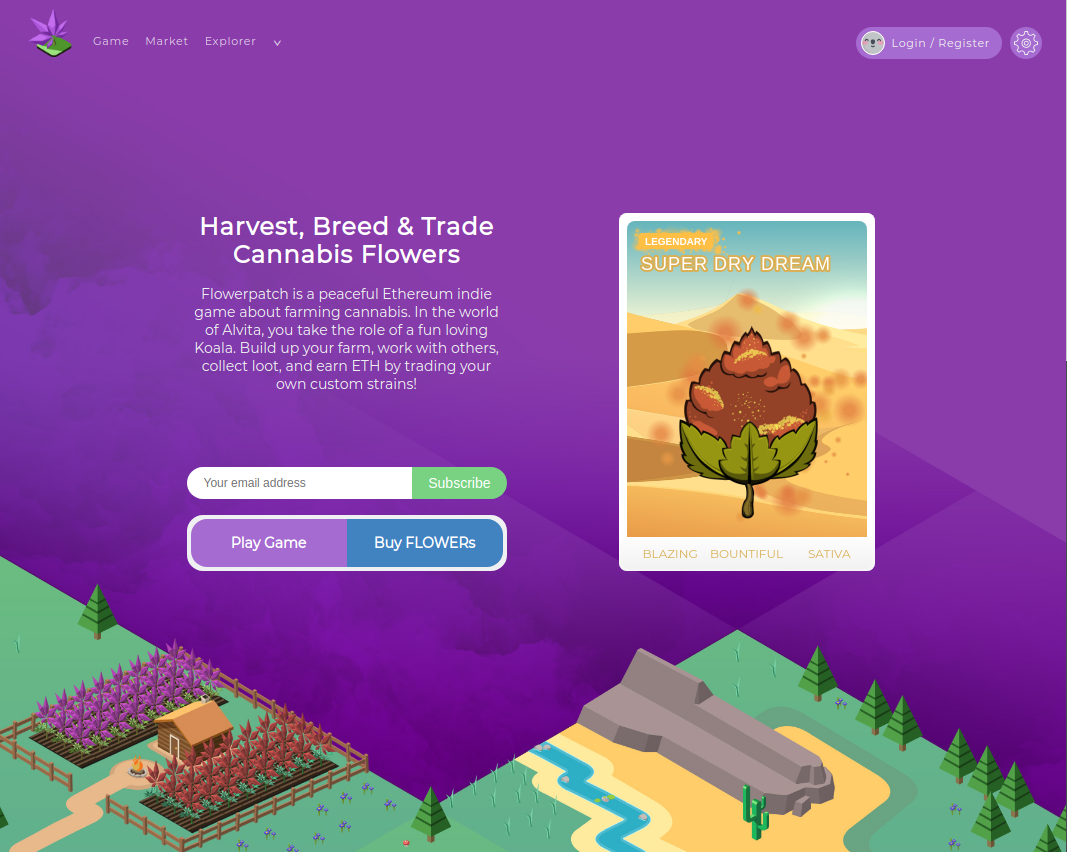 Game Market Explorer
Login / Register
Harvest, Breed & Trade
Cannabis Flowers
Flowerpatch is a peaceful Ethereum indie
game about farming cannabis. In the world
of Alvita, you take the role of a fun loving
Koala. Build up your farm, work with others,
collect loot, and earn ETH by trading your
own custom strains!
Your email address
Subscribe
Play Game
Buy FLOWERs
LEGENDARY
SUPER DRY DREAM
BLAZING BOUNTIFUL SATIVA